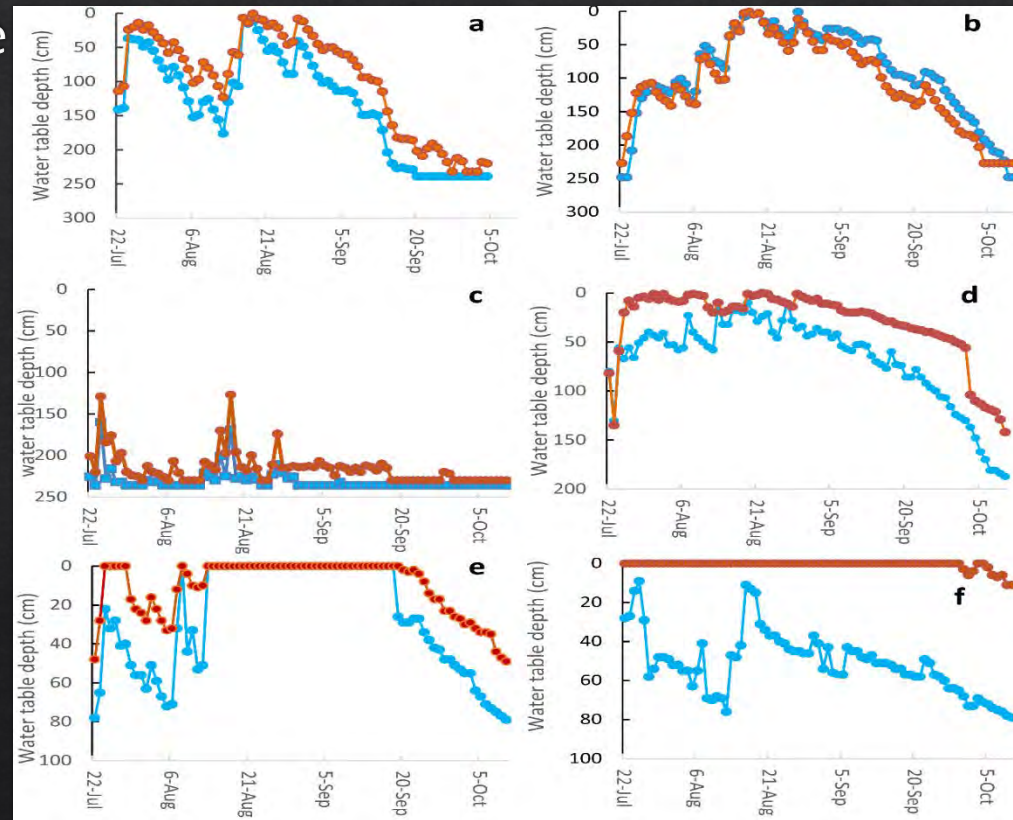 e
a
Water table depth (cm)
0
50
100
150
200
250
300
22-Jul
6-Aug
21-Aug
5-Sep
20-Sep
5-Oct
b
Water table depth (cm)
0
50
100
150
200
250
300
22-Jul
6-Aug
21-Aug
5-Sep
20-Sep
5-Oct
c
water table depth (cm)
0
50
100
150
200
250
22-Jul
6-Aug
21-Aug
5-Sep
20-Sep
5-Oct
d
Water table depth (cm)
0
50
100
150
200
22-Jul
6-Aug
21-Aug
5-Sep
20-Sep
5-Oct
e
Water table depth (cm)
0
20
40
60
80
100
22-Jul
6-Aug
21-Aug
5-Sep
20-Sep
5-Oct
f
Water table depth (cm)
0
20
40
60
80
100
22-Jul
6-Aug
21-Aug
5-Sep
20-Sep
5-Oct